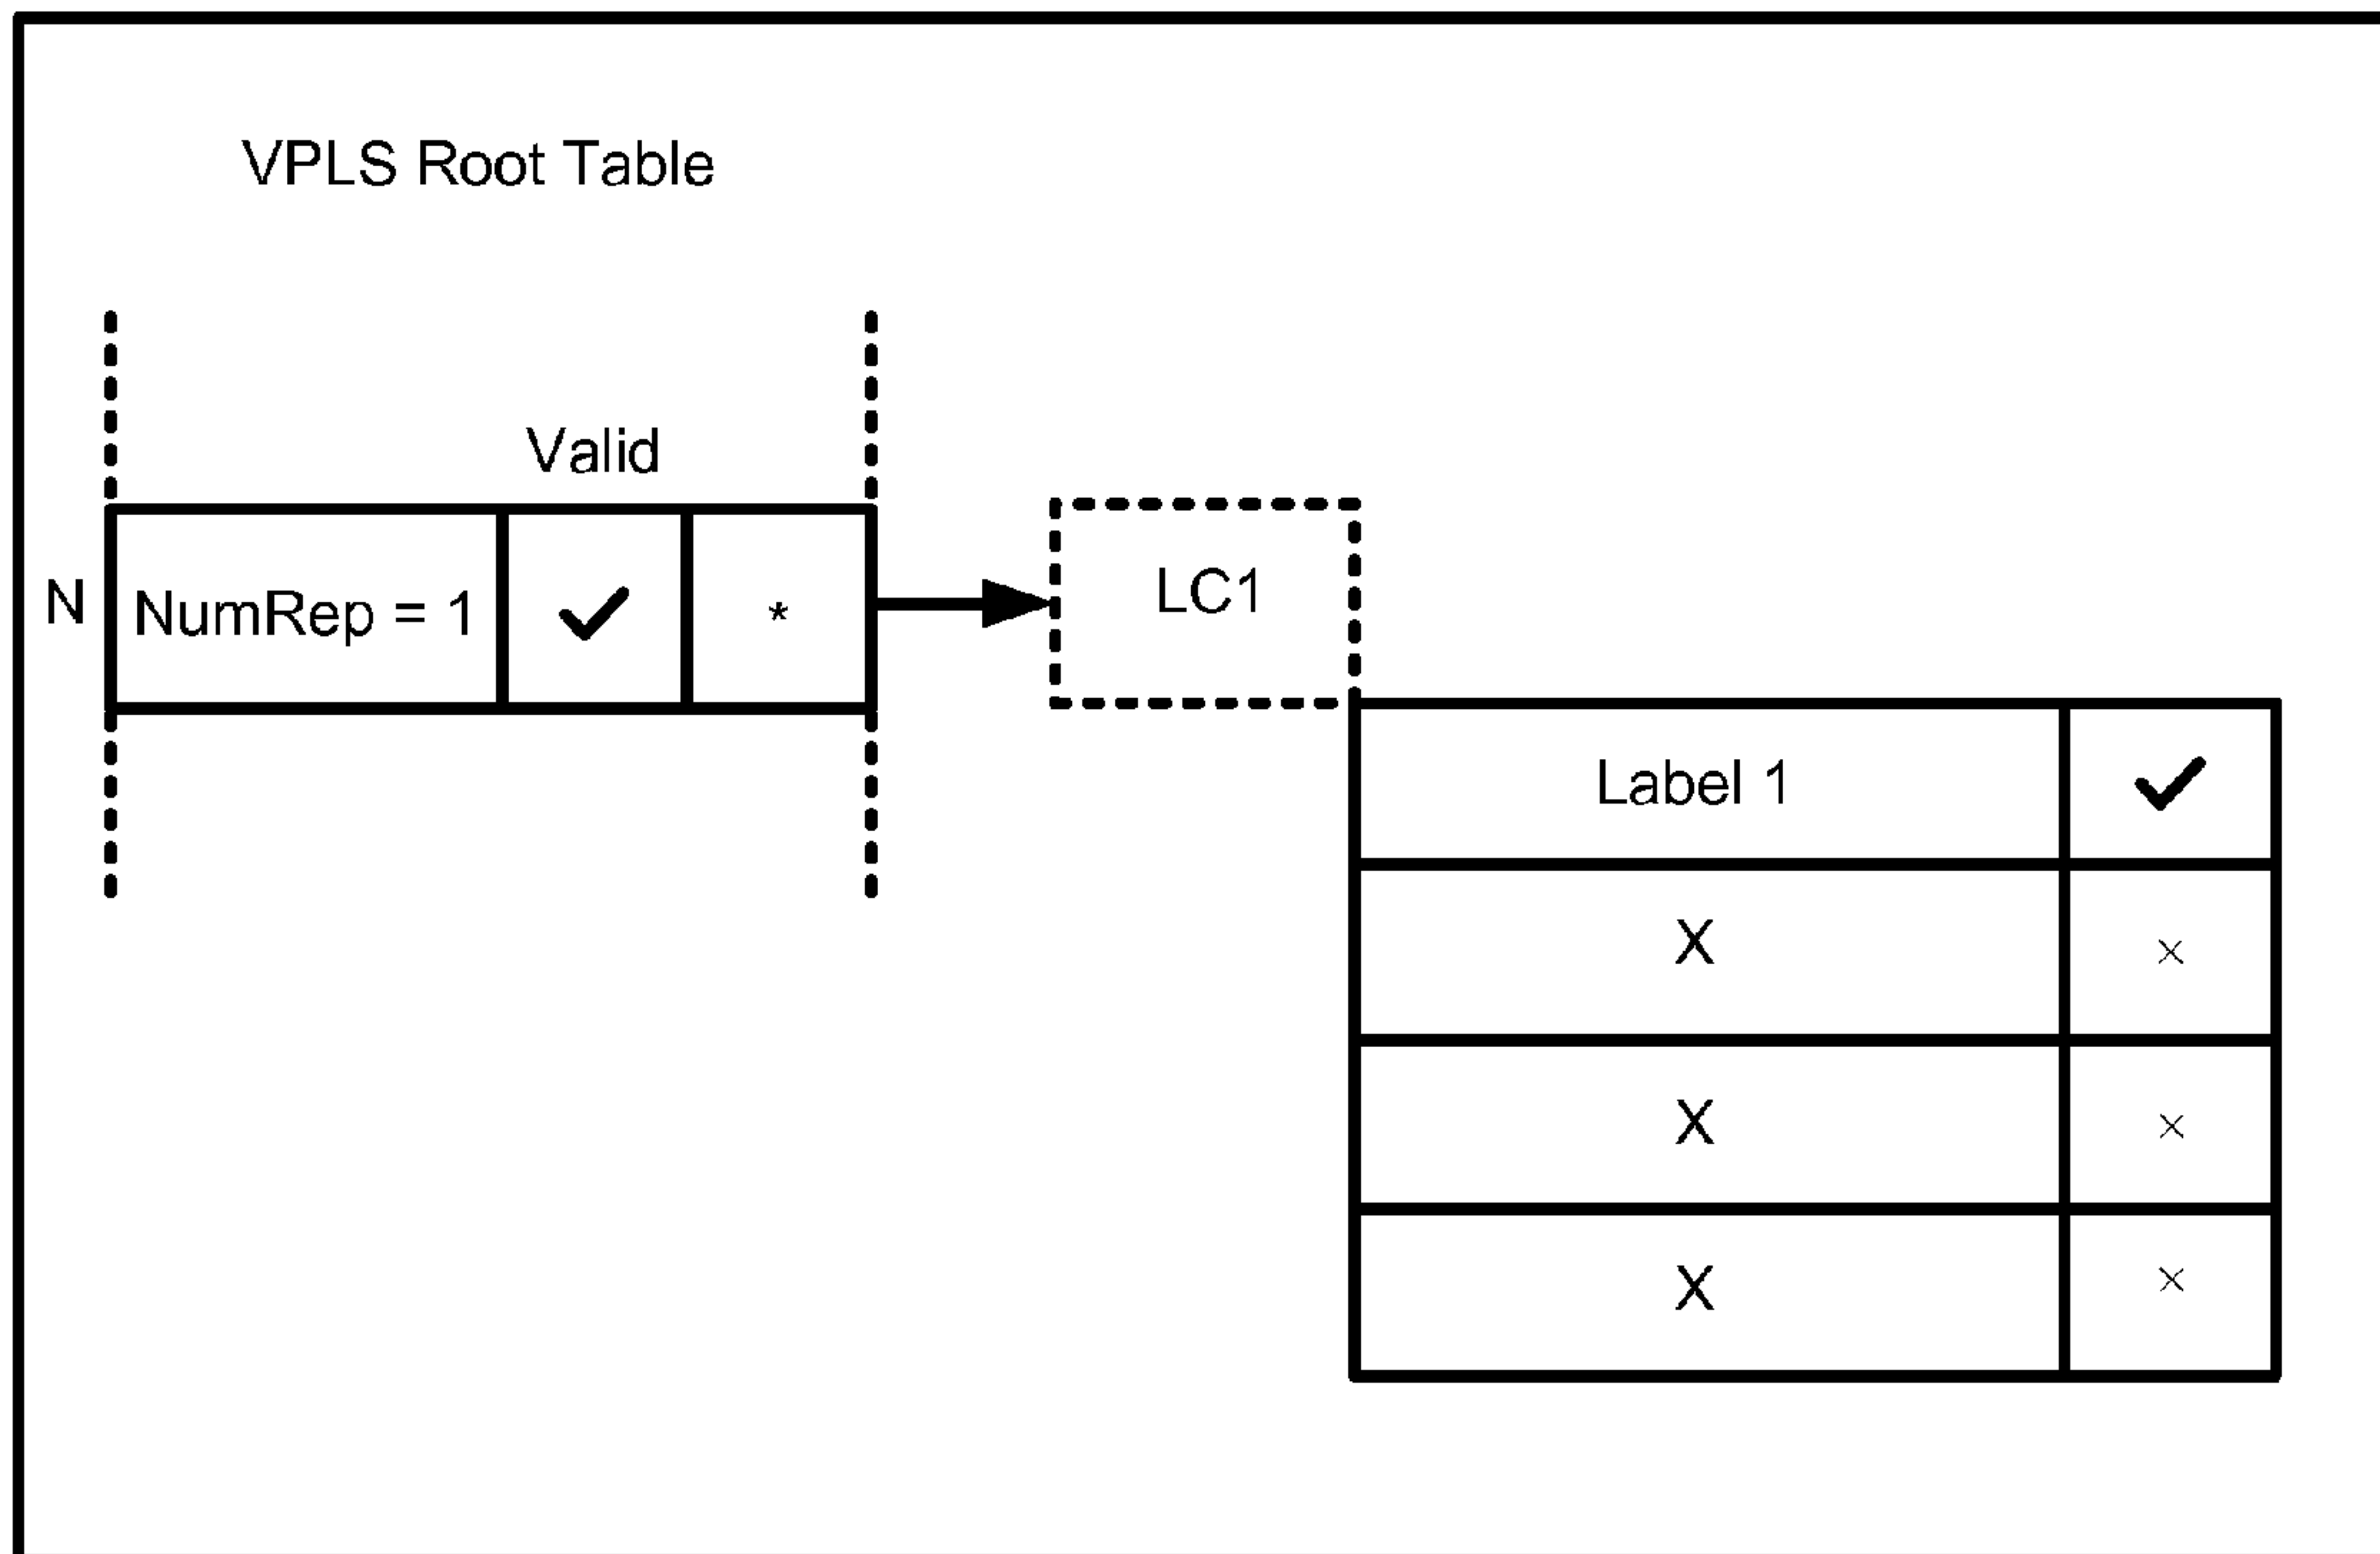 VPLS Root Table
Valid
N NumRep = 1 ✓ *
LC1
Label 1 ✓
X ×
X ×
X ×